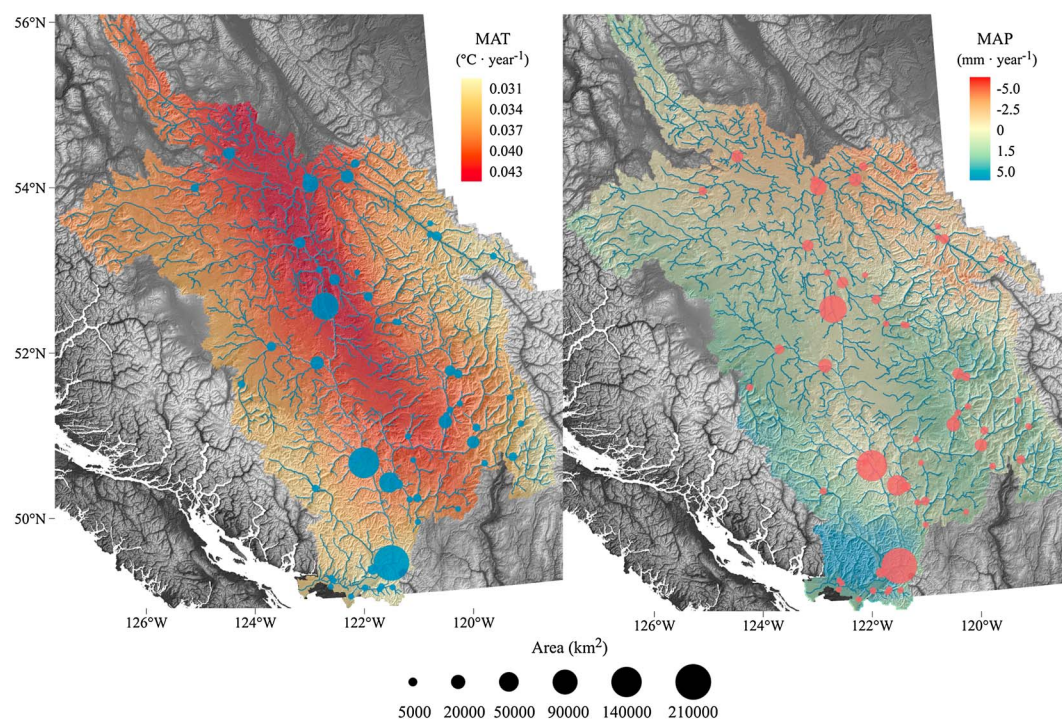 56°N
54°N
52°N
50°N
MAT
(°C · year⁻¹)
0.031
0.034
0.037
0.040
0.043
MAP
(mm · year⁻¹)
-5.0
-2.5
0
1.5
5.0
126°W 124°W 122°W 120°W
126°W 124°W 122°W 120°W
Area (km²)
5000 20000 50000 90000 140000 210000